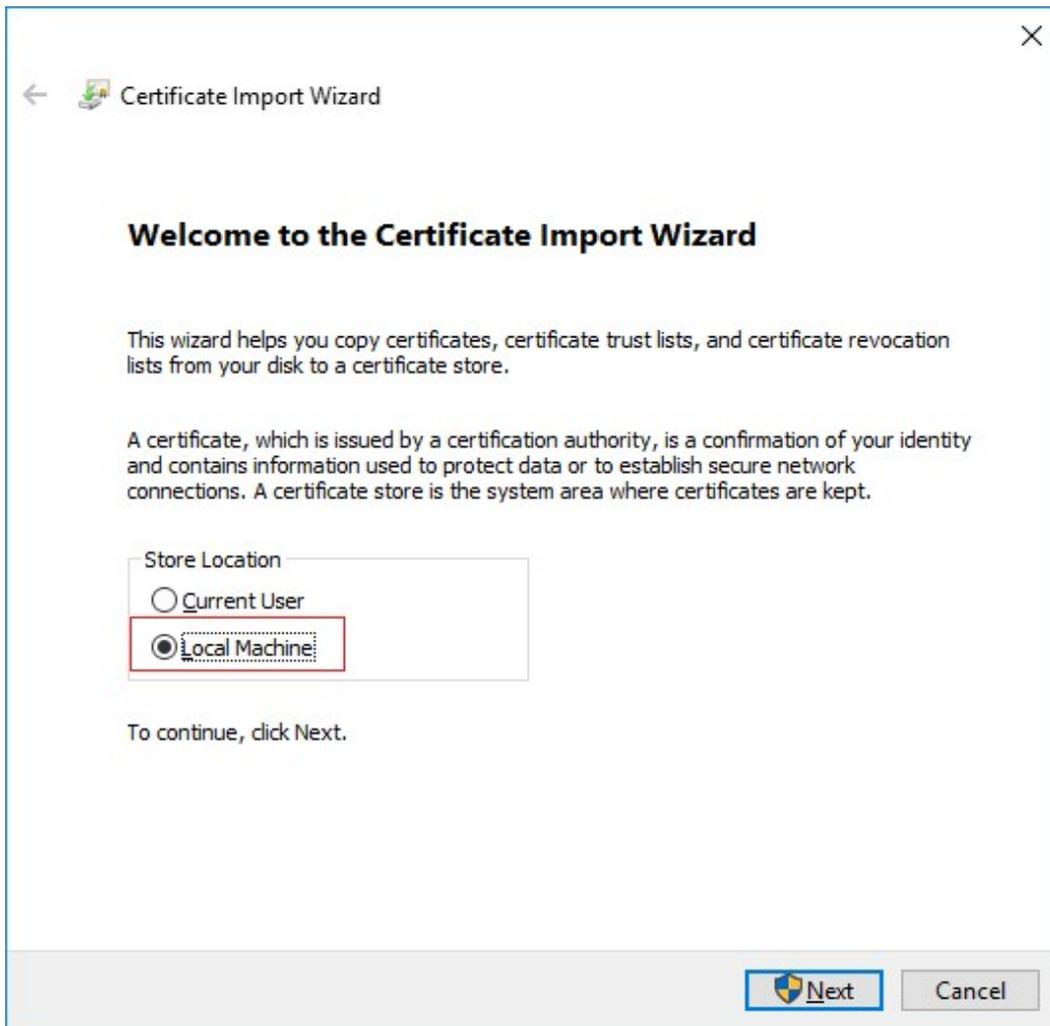 Certificate Import Wizard
Welcome to the Certificate Import Wizard
This wizard helps you copy certificates, certificate trust lists, and certificate revocation
lists from your disk to a certificate store.
A certificate, which is issued by a certification authority, is a confirmation of your identity
and contains information used to protect data or to establish secure network
connections. A certificate store is the system area where certificates are kept.
Store Location
Current User
Local Machine
To continue, click Next.
Next
Cancel